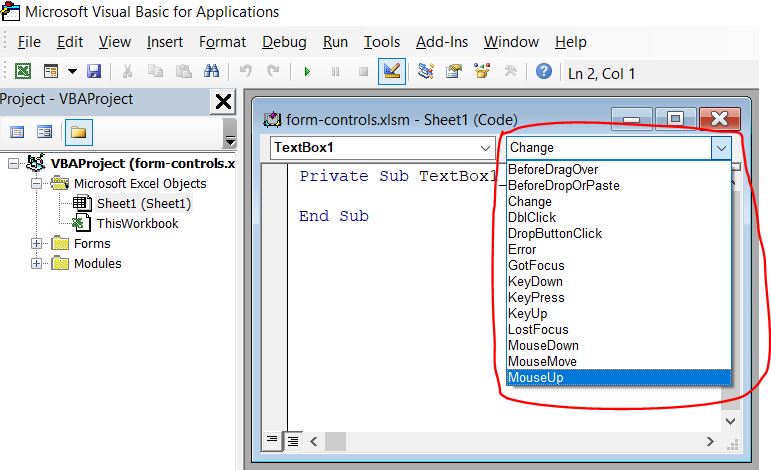 Microsoft Visual Basic for Applications
File Edit View Insert Format Debug Run Tools Add-Ins Window Help
Ln 2, Col 1
Project - VBAProject
VBAProject (form-controls.x
Microsoft Excel Objects
Sheet1 (Sheet1)
ThisWorkbook
Forms
Modules
form-controls.xlsm - Sheet1 (Code)
TextBox1
Change
Private Sub TextBox1_
End Sub
BeforeDragOver
BeforeDropOrPaste
Change
DblClick
DropButtonClick
Error
GotFocus
KeyDown
KeyPress
KeyUp
LostFocus
MouseDown
MouseMove
MouseUp